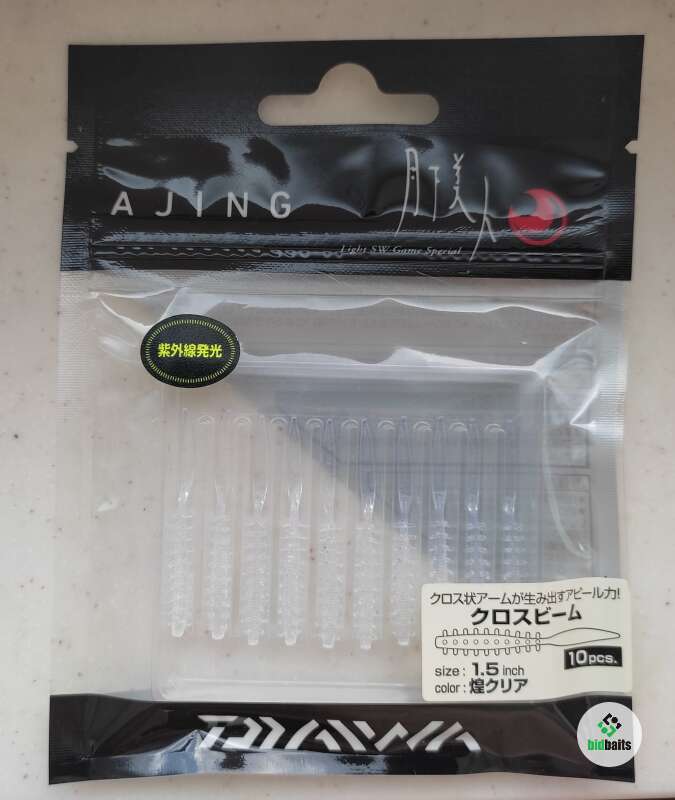 AJING
月下美人
Light SW Game Special
紫外線発光
クロス状アームが生み出すアピール力!
クロスビーム
10pcs.
size : 1.5 inch
color : 煌クリア
DAIWA
bidbaits